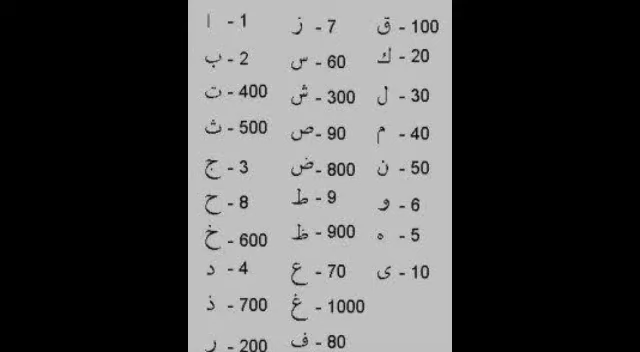 ا - 1
ب - 2
ت - 400
ث - 500
ج - 3
ح - 8
خ - 600
د - 4
ذ - 700
ر - 200
ز - 7
س - 60
ش - 300
ص - 90
ض - 800
ط - 9
ظ - 900
ع - 70
غ - 1000
ف - 80
ق - 100
ك - 20
ل - 30
م - 40
ن - 50
و - 6
ه - 5
ى - 10